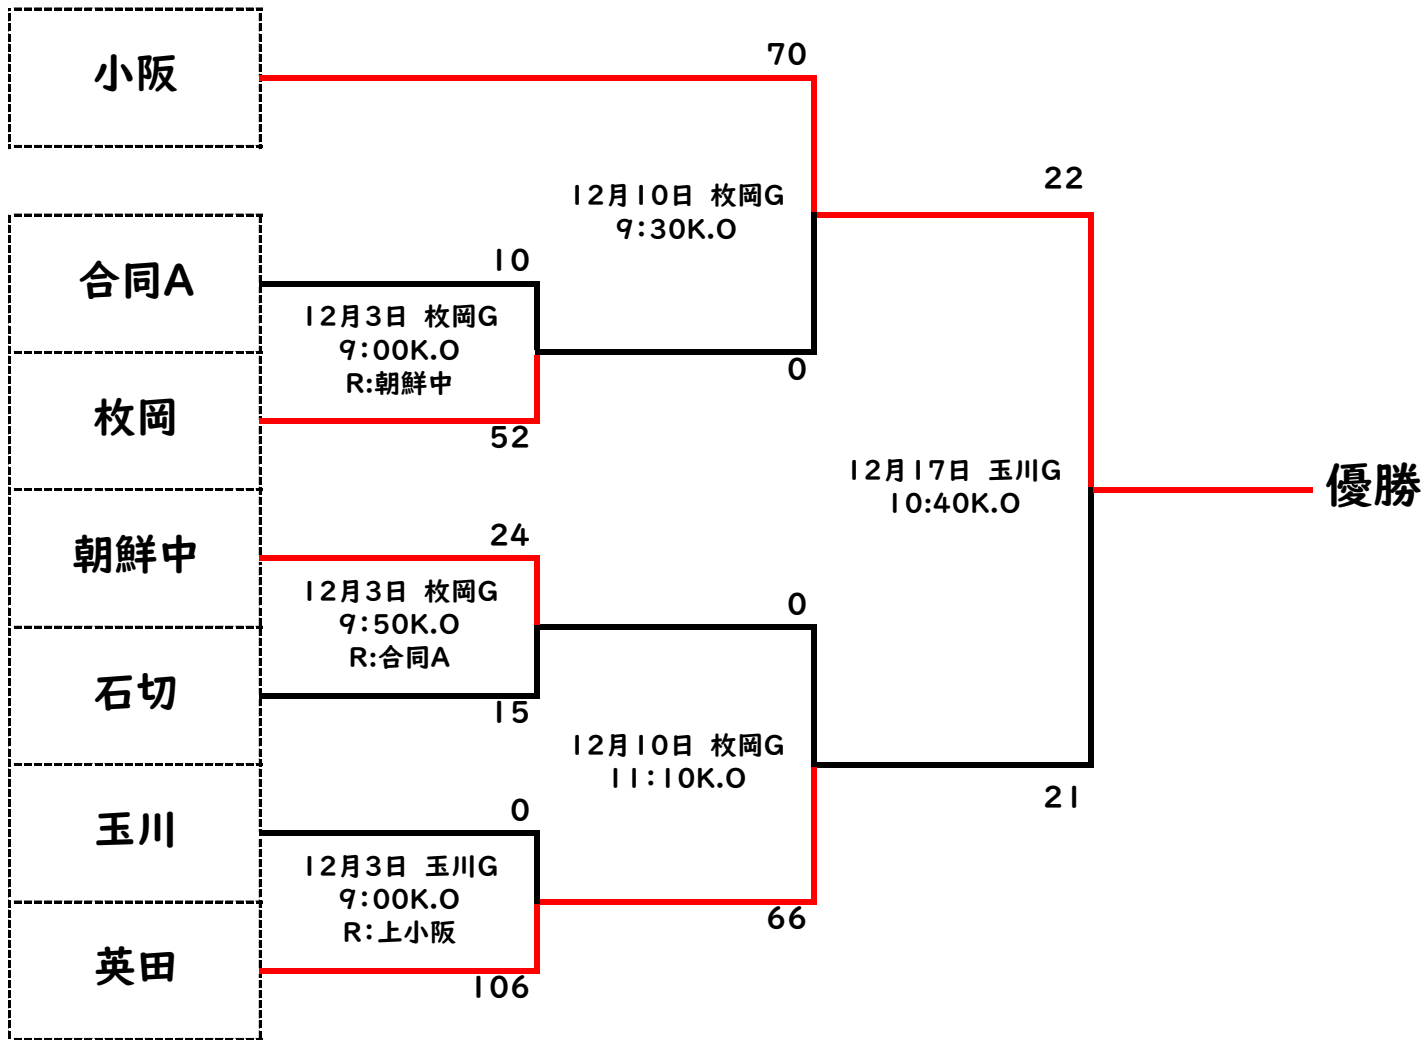 小阪
70
12月10日 枚岡G
9:30K.O
22
合同A
10
12月3日 枚岡G
9:00K.O
R:朝鮮中
0
枚岡
52
12月17日 玉川G
10:40K.O
優勝
朝鮮中
24
12月3日 枚岡G
9:50K.O
R:合同A
0
石切
15
12月10日 枚岡G
11:10K.O
21
玉川
0
12月3日 玉川G
9:00K.O
R:上小阪
66
英田
106